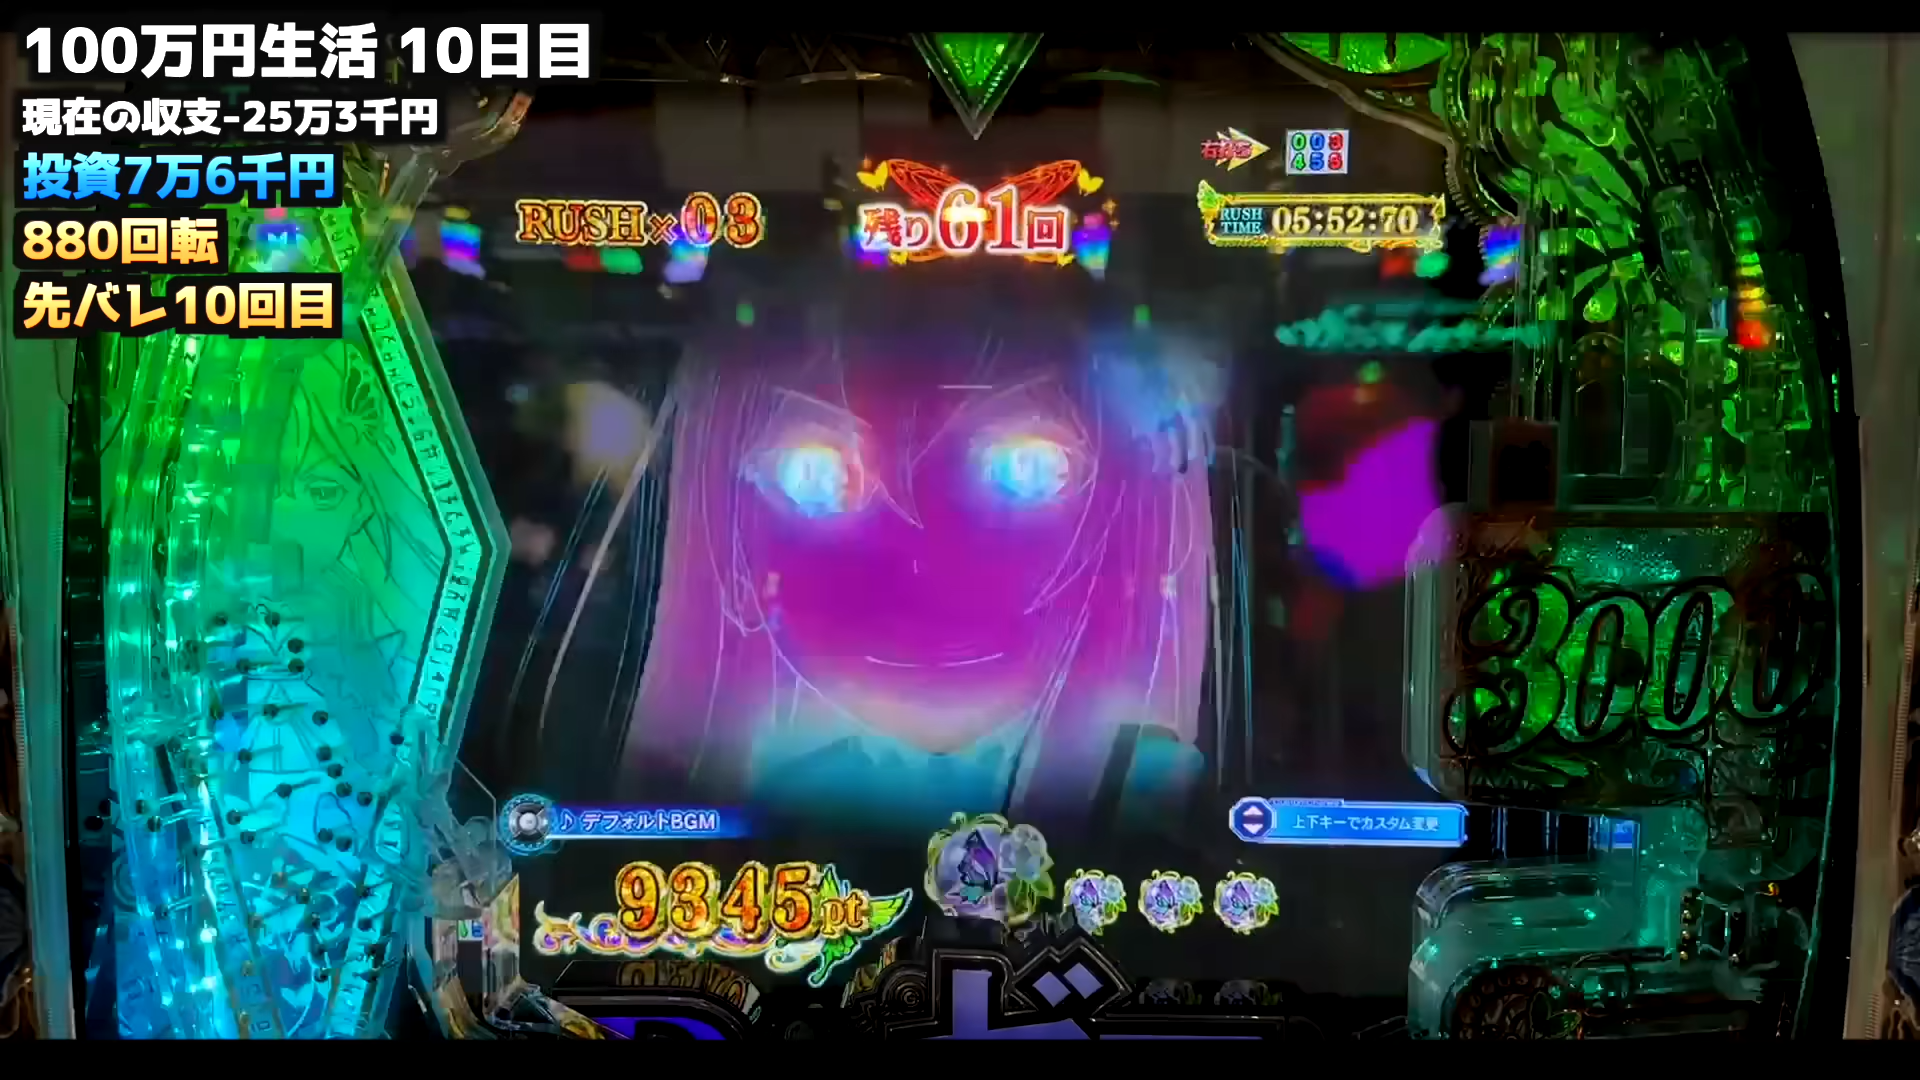 100万円生活 10日目
現在の収支-25万3千円
投資7万6千円
880回転
先バレ10回目
右打ち
RUSH×03
残り61回
RUSH TIME 05:52:70
3000
♪ デフォルトBGM
上下キーでカスタム変更
9345pt